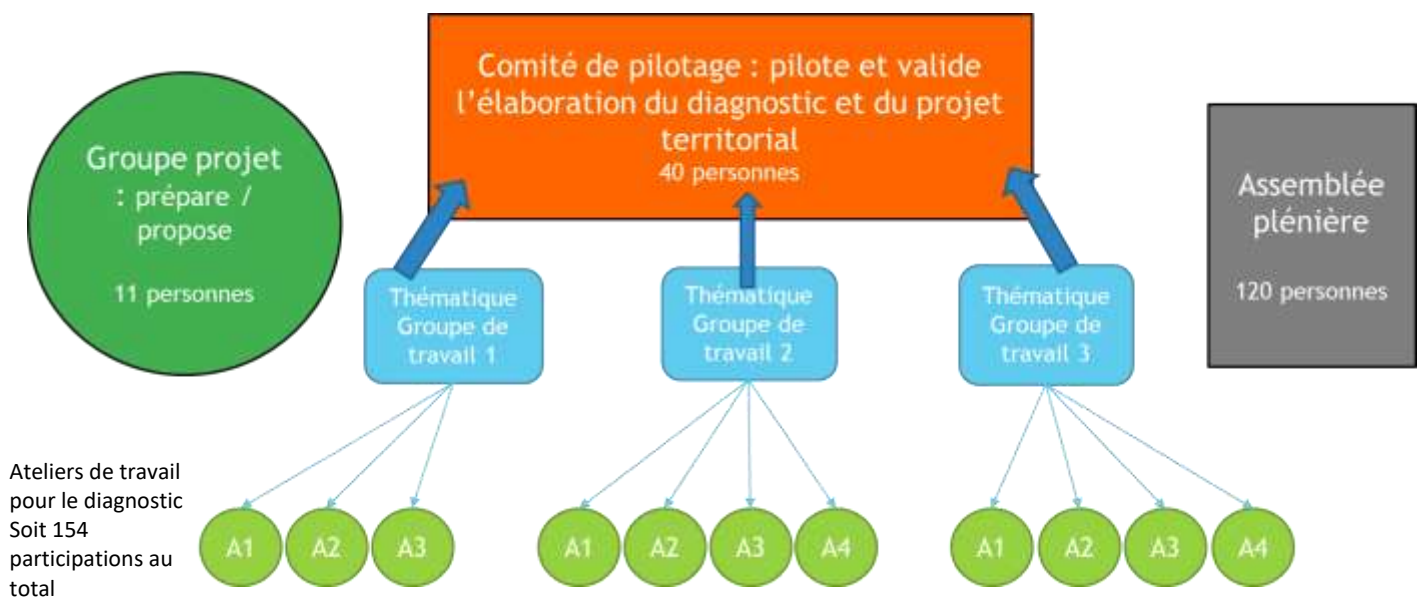 Comité de pilotage : pilote et valide
l'élaboration du diagnostic et du projet
territorial
40 personnes
Groupe projet
: prépare /
propose
11 personnes
Assemblée
plénière
120 personnes
Thématique
Groupe de
travail 1
Thématique
Groupe de
travail 2
Thématique
Groupe de
travail 3
Ateliers de travail
pour le diagnostic
Soit 154
participations au
total
A1 A2 A3
A1 A2 A3 A4
A1 A2 A3 A4